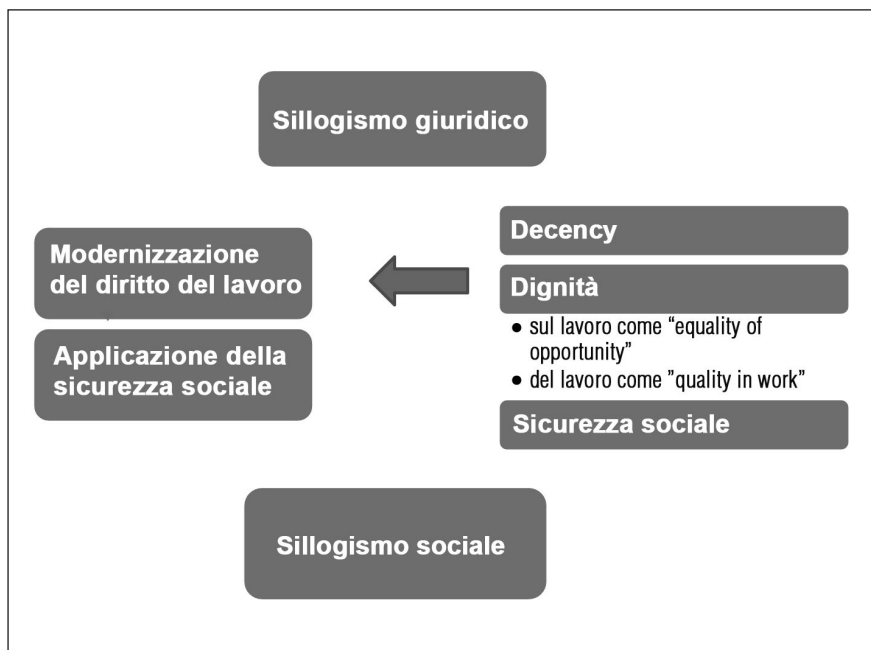 Sillogismo giuridico
Modernizzazione
del diritto del lavoro
Applicazione della
sicurezza sociale
Decency
Dignità
• sul lavoro come “equality of
opportunity”
• del lavoro come ”quality in work”
Sicurezza sociale
Sillogismo sociale